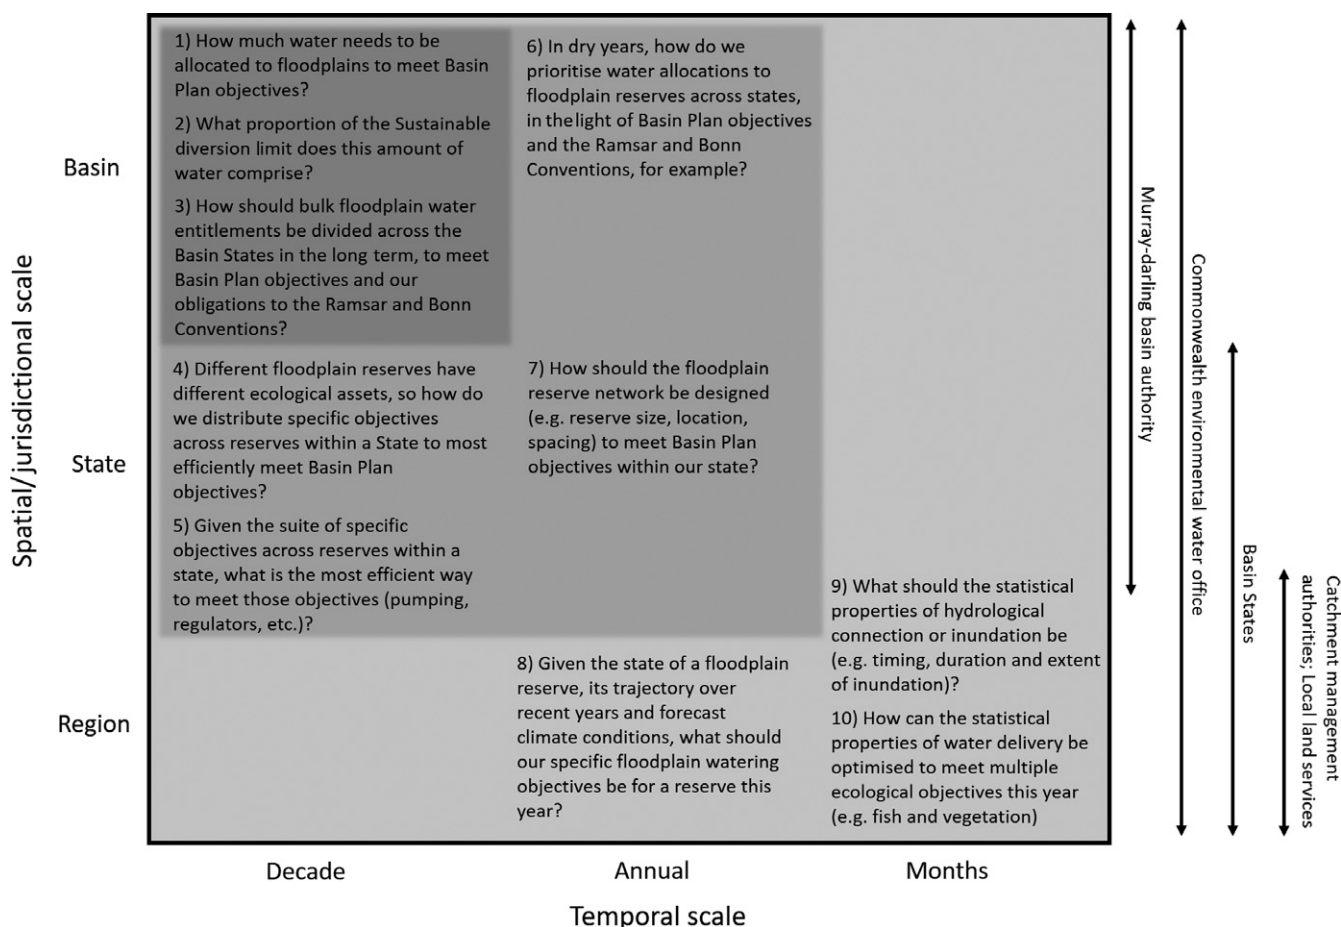 1) How much water needs to be
allocated to floodplains to meet Basin
Plan objectives?
2) What proportion of the Sustainable
diversion limit does this amount of
water comprise?
3) How should bulk floodplain water
entitlements be divided across the
Basin States in the long term, to meet
Basin Plan objectives and our
obligations to the Ramsar and Bonn
Conventions?
6) In dry years, how do we
prioritise water allocations to
floodplain reserves across states,
in the light of Basin Plan objectives
and the Ramsar and Bonn
Conventions, for example?
4) Different floodplain reserves have
different ecological assets, so how do
we distribute specific objectives
across reserves within a State to most
efficiently meet Basin Plan
objectives?
5) Given the suite of specific
objectives across reserves within a
state, what is the most efficient way
to meet those objectives (pumping,
regulators, etc.)?
7) How should the floodplain
reserve network be designed
(e.g. reserve size, location,
spacing) to meet Basin Plan
objectives within our state?
8) Given the state of a floodplain
reserve, its trajectory over
recent years and forecast
climate conditions, what should
our specific floodplain watering
objectives be for a reserve this
year?
9) What should the statistical
properties of hydrological
connection or inundation be
(e.g. timing, duration and extent
of inundation)?
10) How can the statistical
properties of water delivery be
optimised to meet multiple
ecological objectives this year
(e.g. fish and vegetation)
Basin
State
Region
Spatial/jurisdictional scale
Decade
Annual
Months
Temporal scale
Murray-darling basin authority
Commonwealth environmental water office
Basin States
Catchment management
authorities; Local land services